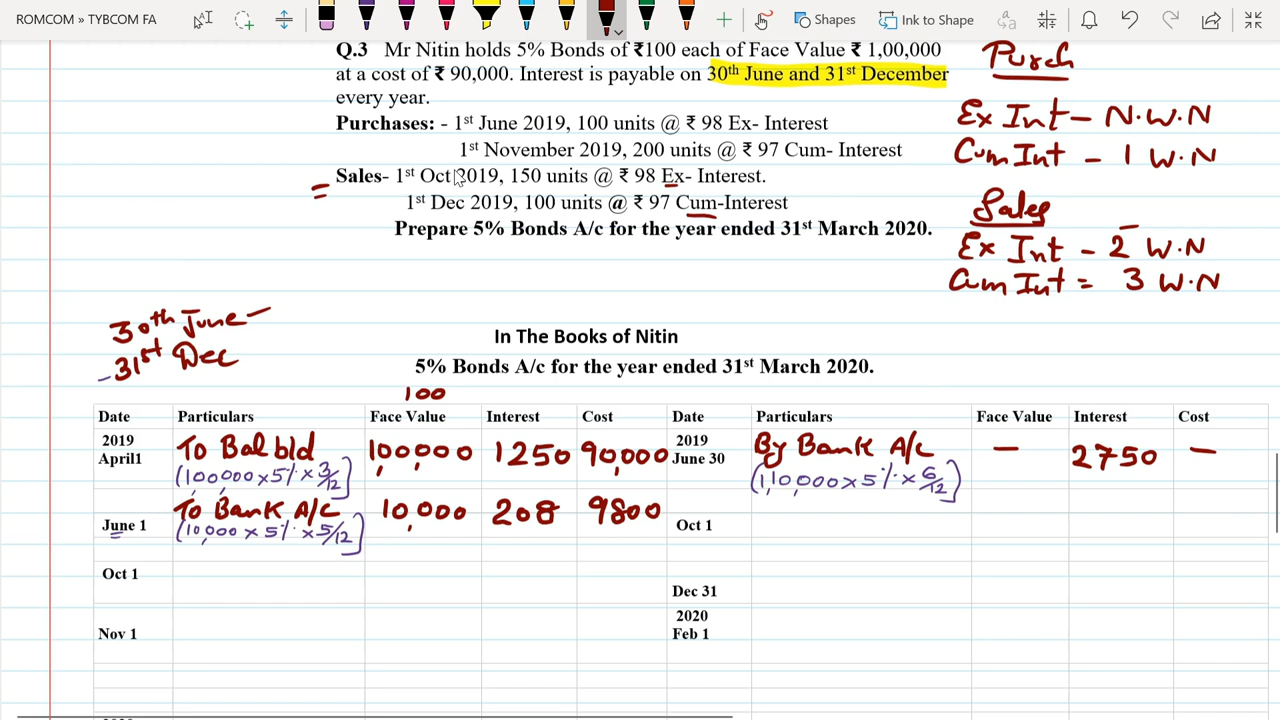 ROMCOM » TYBCOM FA
Shapes
Ink to Shape
Q.3 Mr Nitin holds 5% Bonds of ₹100 each of Face Value ₹ 1,00,000
at a cost of ₹ 90,000. Interest is payable on 30th June and 31st December
every year.
Purchases: - 1st June 2019, 100 units @ ₹ 98 Ex- Interest
1st November 2019, 200 units @ ₹ 97 Cum- Interest
Sales- 1st Oct 2019, 150 units @ ₹ 98 Ex- Interest.
1st Dec 2019, 100 units @ ₹ 97 Cum-Interest
Prepare 5% Bonds A/c for the year ended 31st March 2020.
Purch
Ex Int - N.W.N
Cum Int - 1 W.N
Sales
Ex Int - 2 W.N
Cum Int = 3 W.N
30th June -
- 31st Dec
In The Books of Nitin
5% Bonds A/c for the year ended 31st March 2020.
100
Date Particulars Face Value Interest Cost Date Particulars Face Value Interest Cost
2019 April1 To Bal b/d 100,000 1250 90,000 2019 June 30 By Bank A/c - 2750 -
(100,000 x 5% x 3/12) (1,10,000 x 5% x 6/12)
June 1 To Bank A/C 10,000 208 9800 Oct 1
(10,000 x 5% x 5/12)
Oct 1
Dec 31
2020
Nov 1 Feb 1